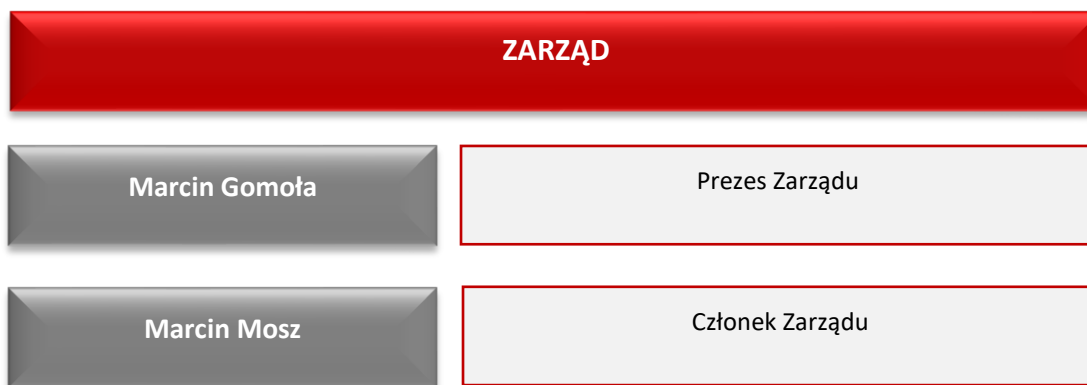 ZARZĄD
Marcin Gomoła
Prezes Zarządu
Marcin Mosz
Członek Zarządu